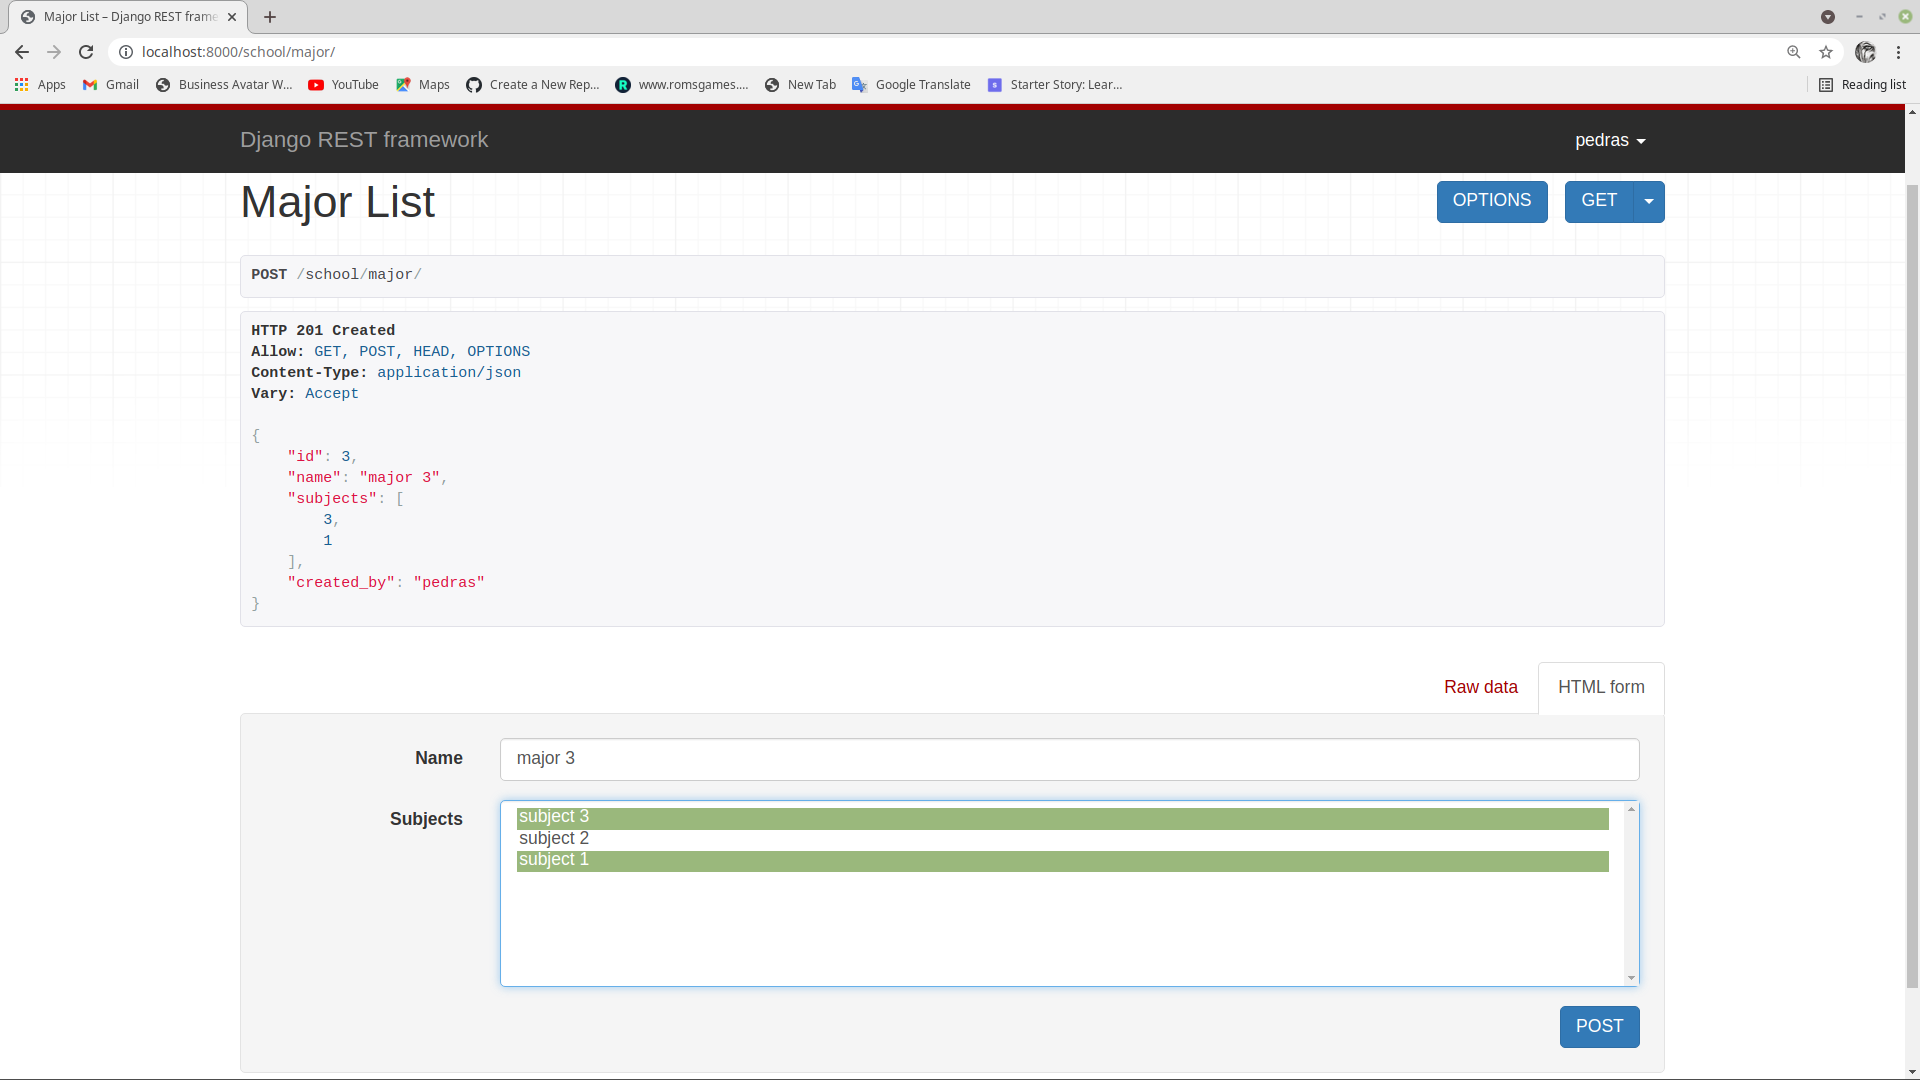 Major List – Django REST frame
localhost:8000/school/major/
Apps Gmail Business Avatar W... YouTube Maps Create a New Rep... www.romsgames.... New Tab Google Translate Starter Story: Lear... Reading list
Django REST framework pedras
Major List OPTIONS GET
POST /school/major/
HTTP 201 Created
Allow: GET, POST, HEAD, OPTIONS
Content-Type: application/json
Vary: Accept
{
"id": 3,
"name": "major 3",
"subjects": [
3,
1
],
"created_by": "pedras"
}
Raw data HTML form
Name major 3
Subjects subject 3
subject 2
subject 1
POST